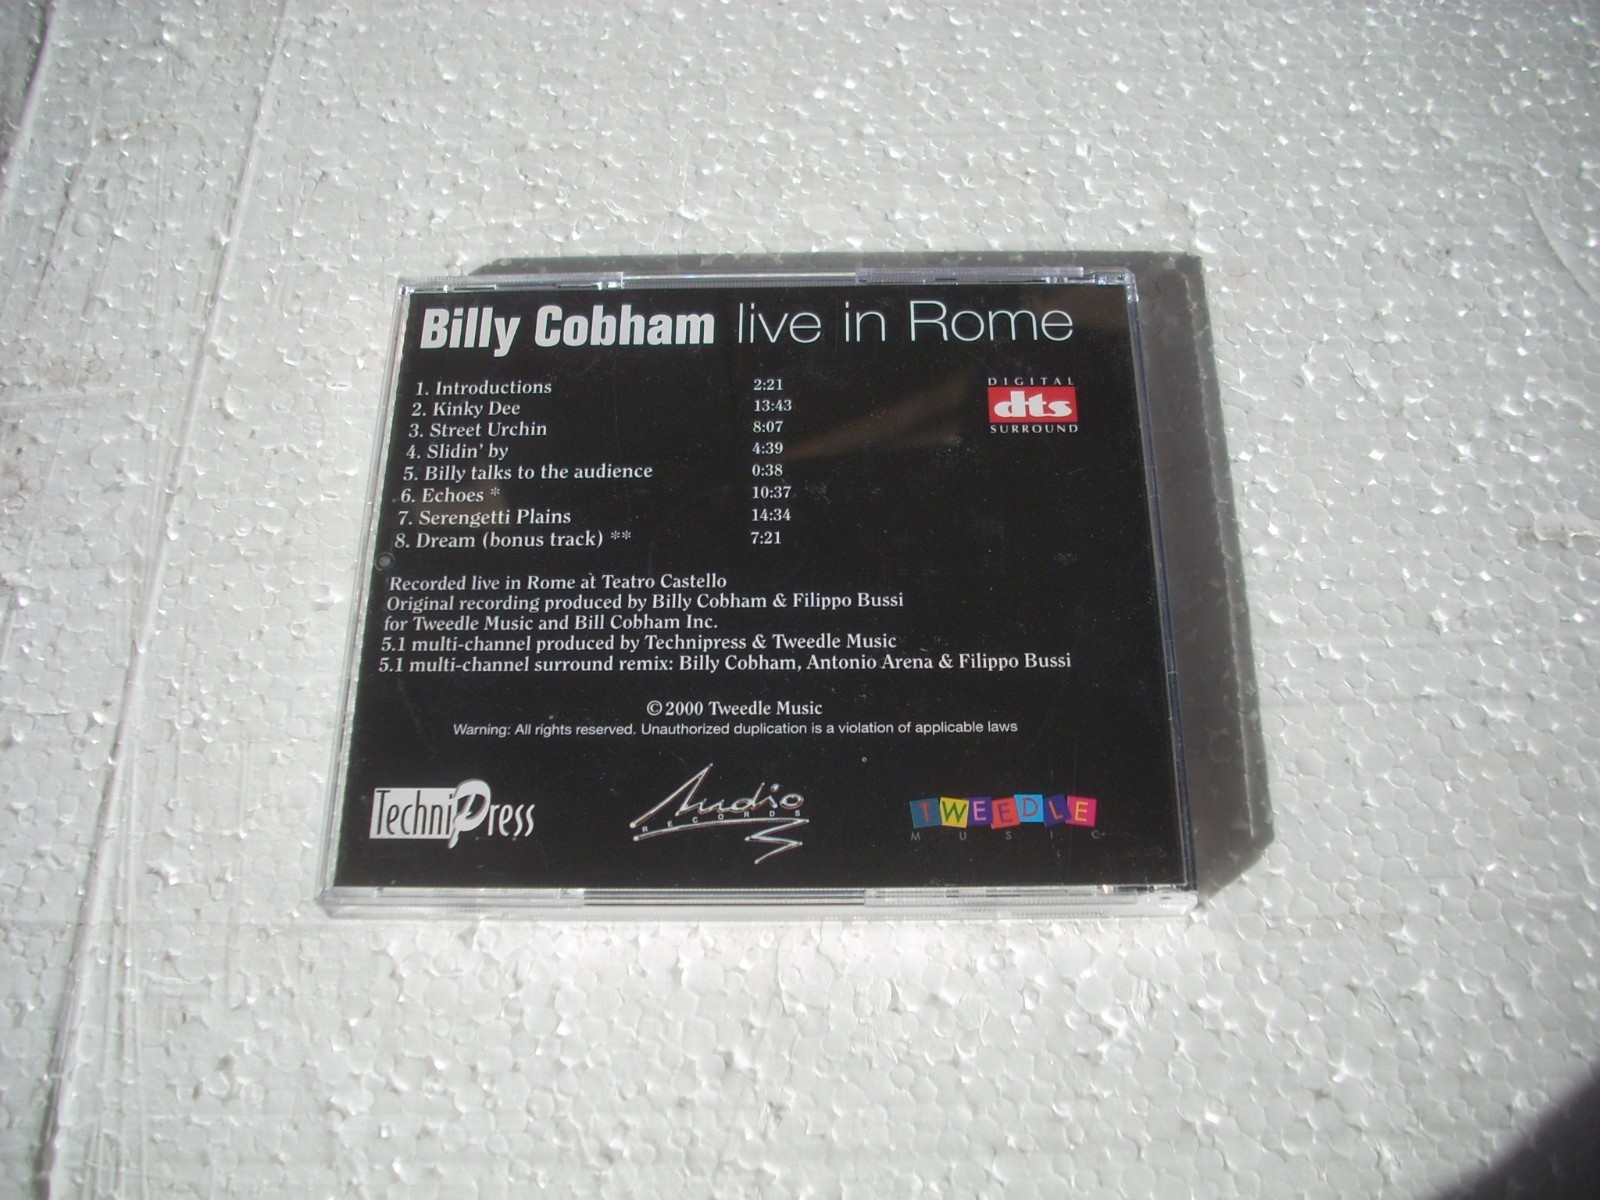 Billy Cobham live in Rome
1. Introductions 2:21
2. Kinky Dee 13:43
3. Street Urchin 8:07
4. Slidin' by 4:39
5. Billy talks to the audience 0:38
6. Echoes * 10:37
7. Serengetti Plains 14:34
8. Dream (bonus track) ** 7:21
DIGITAL
dts
SURROUND
Recorded live in Rome at Teatro Castello
Original recording produced by Billy Cobham & Filippo Bussi
for Tweedle Music and Bill Cobham Inc.
5.1 multi-channel produced by Technipress & Tweedle Music
5.1 multi-channel surround remix: Billy Cobham, Antonio Arena & Filippo Bussi
©2000 Tweedle Music
Warning: All rights reserved. Unauthorized duplication is a violation of applicable laws
TechniPress
Audio
RECORDS
TWEEDLE
MUSIC